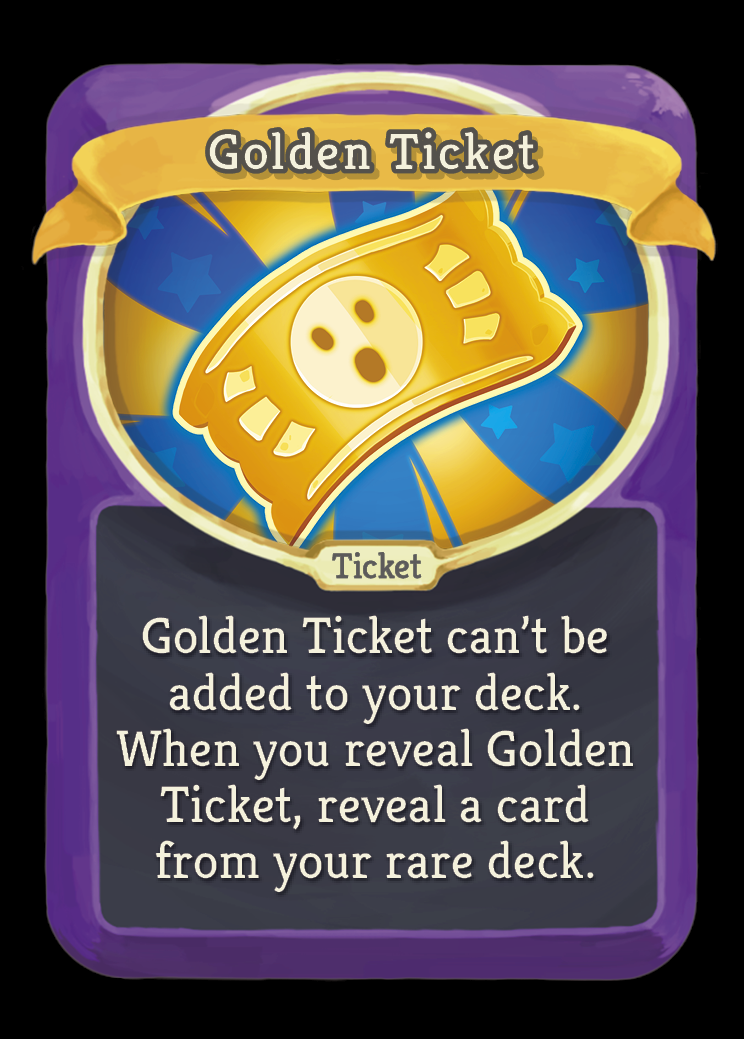 Golden Ticket
Ticket
Golden Ticket can't be
added to your deck.
When you reveal Golden
Ticket, reveal a card
from your rare deck.